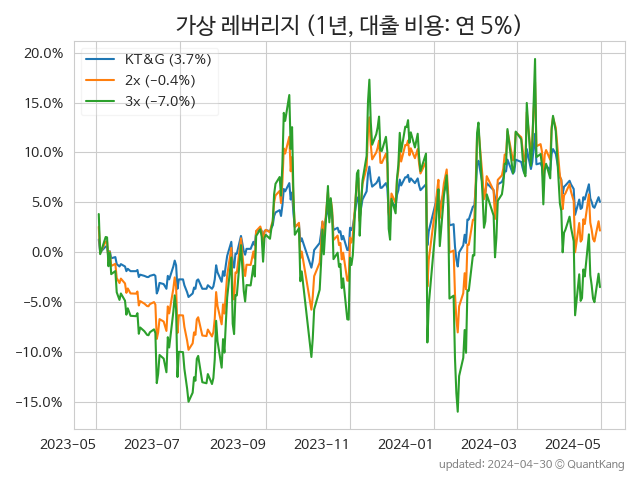 가상 레버리지 (1년, 대출 비용: 연 5%)
20.0%
15.0%
10.0%
5.0%
0.0%
−5.0%
−10.0%
−15.0%
KT&G (3.7%)
2x (−0.4%)
3x (−7.0%)
2023-05 2023-07 2023-09 2023-11 2024-01 2024-03 2024-05
updated: 2024-04-30 © QuantKang